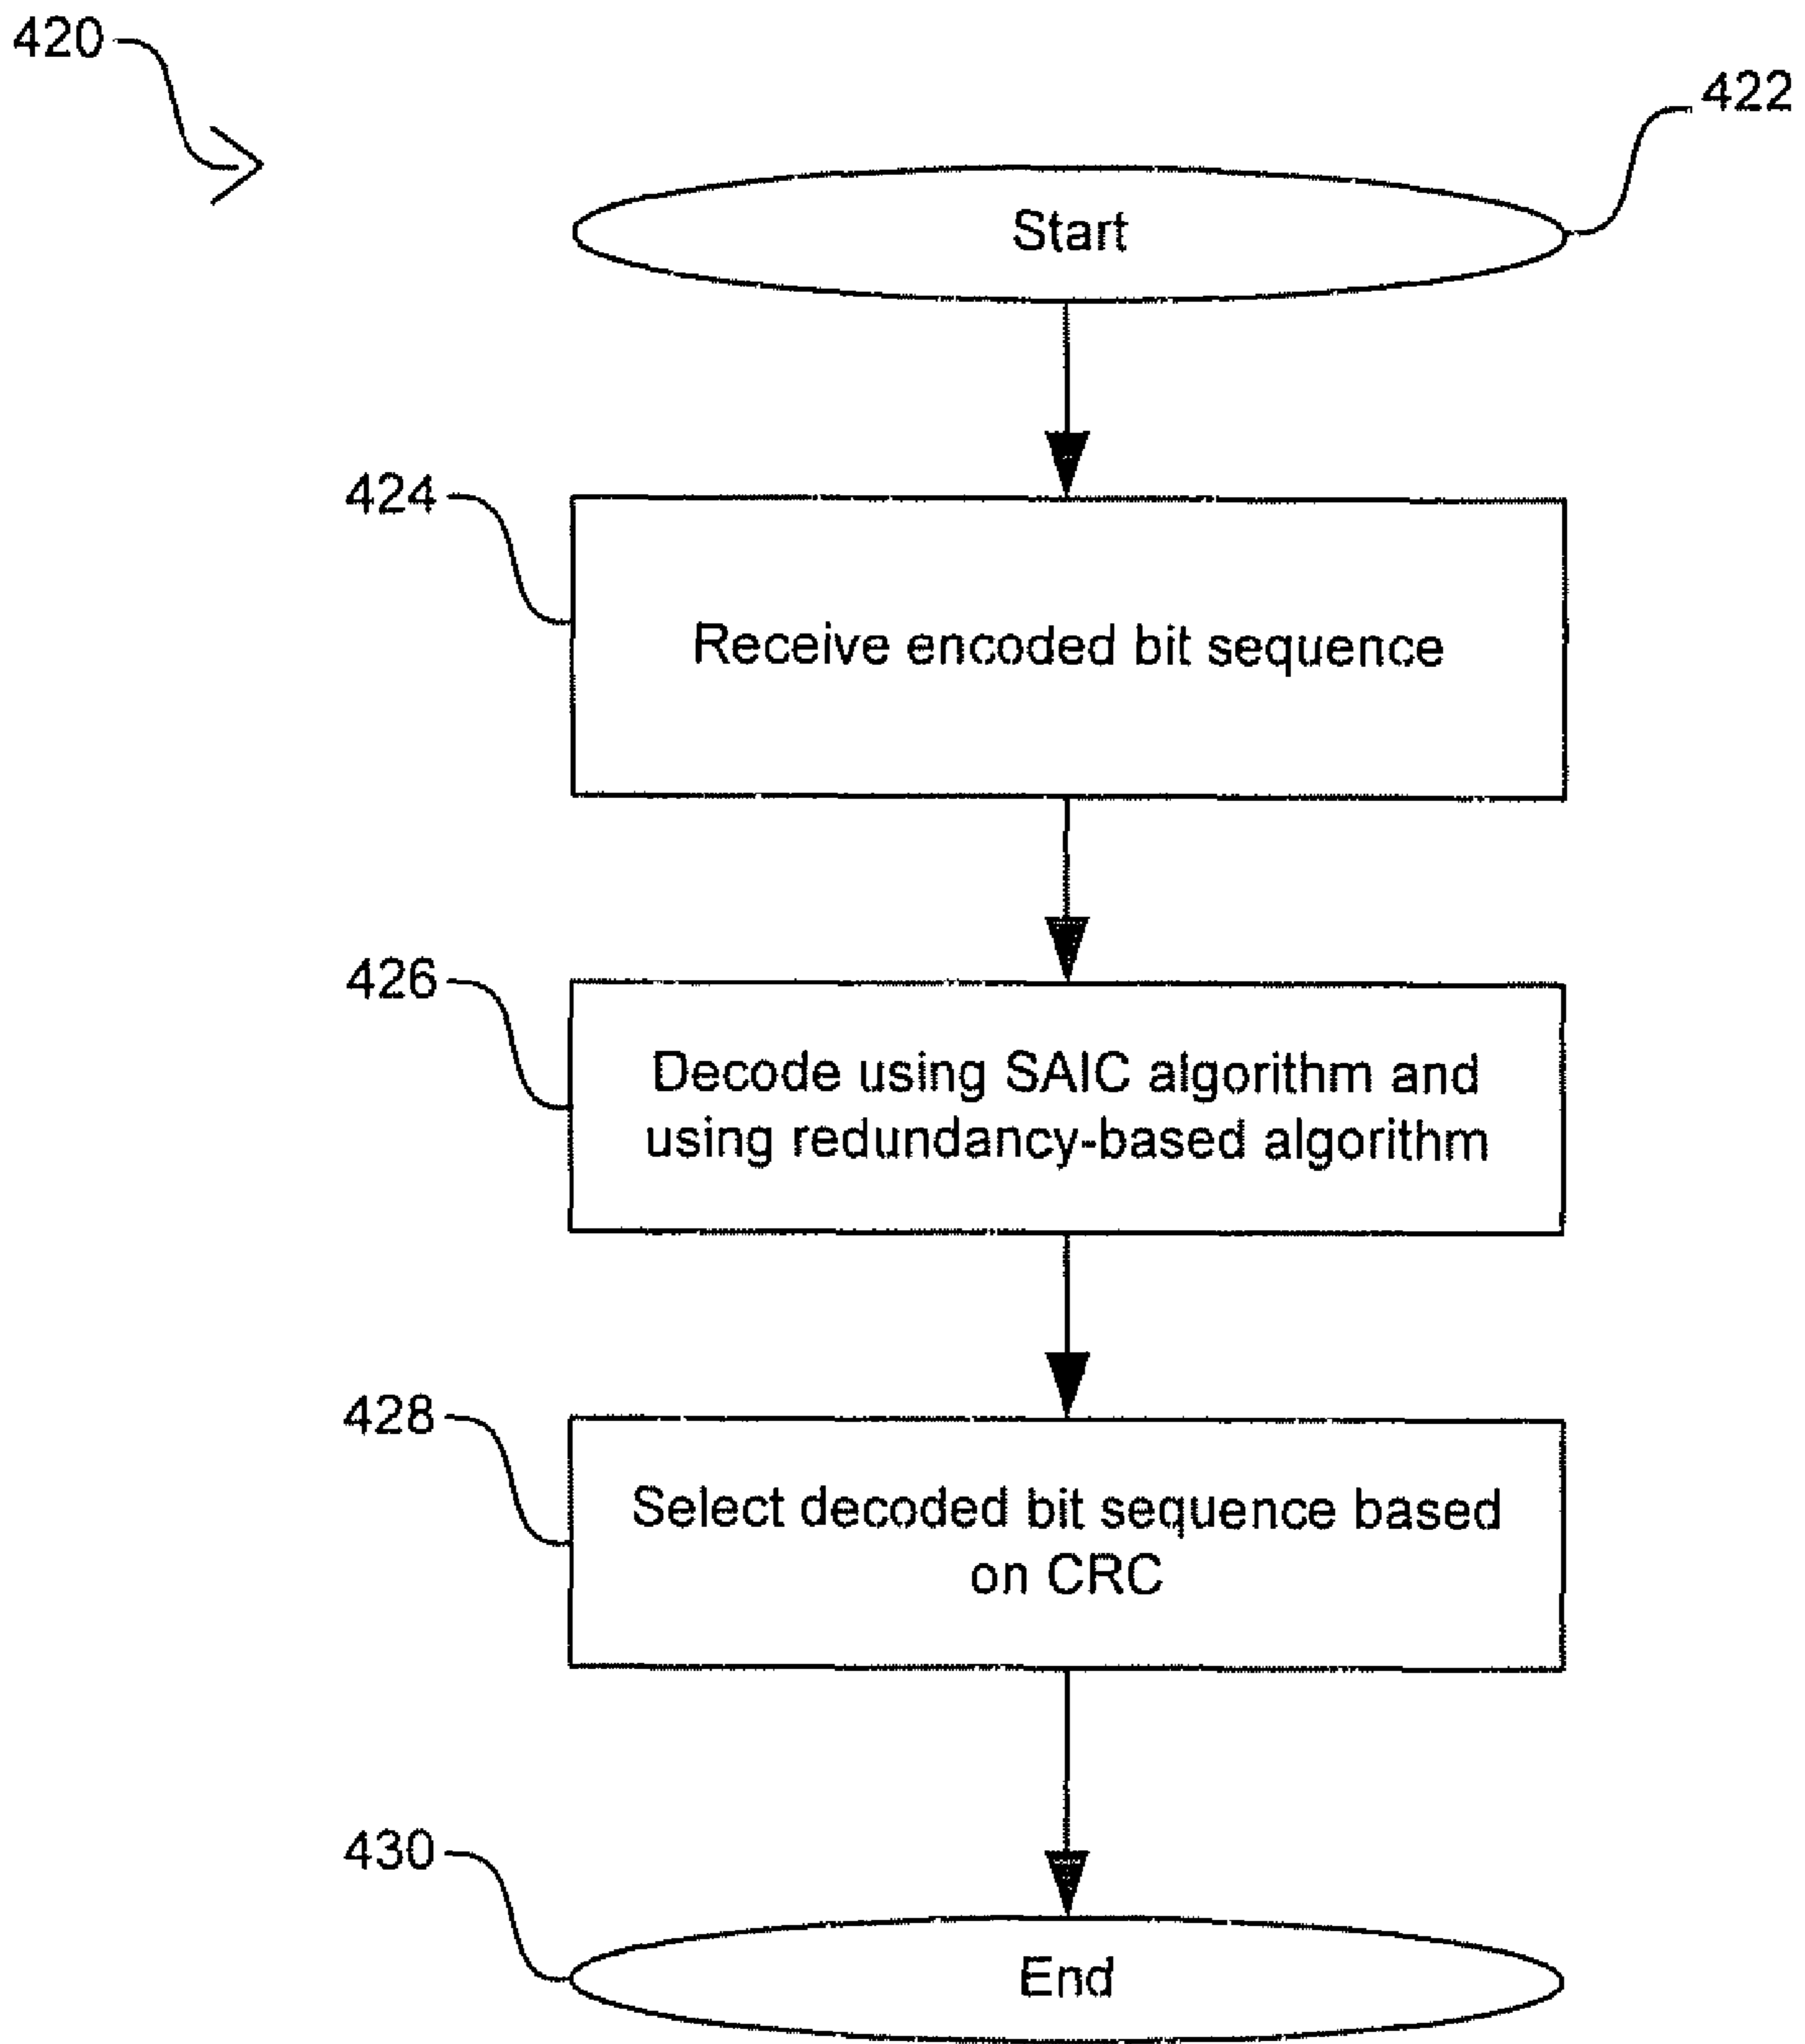 420
422
Start
424
Receive encoded bit sequence
426
Decode using SAIC algorithm and
using redundancy-based algorithm
428
Select decoded bit sequence based
on CRC
430
End